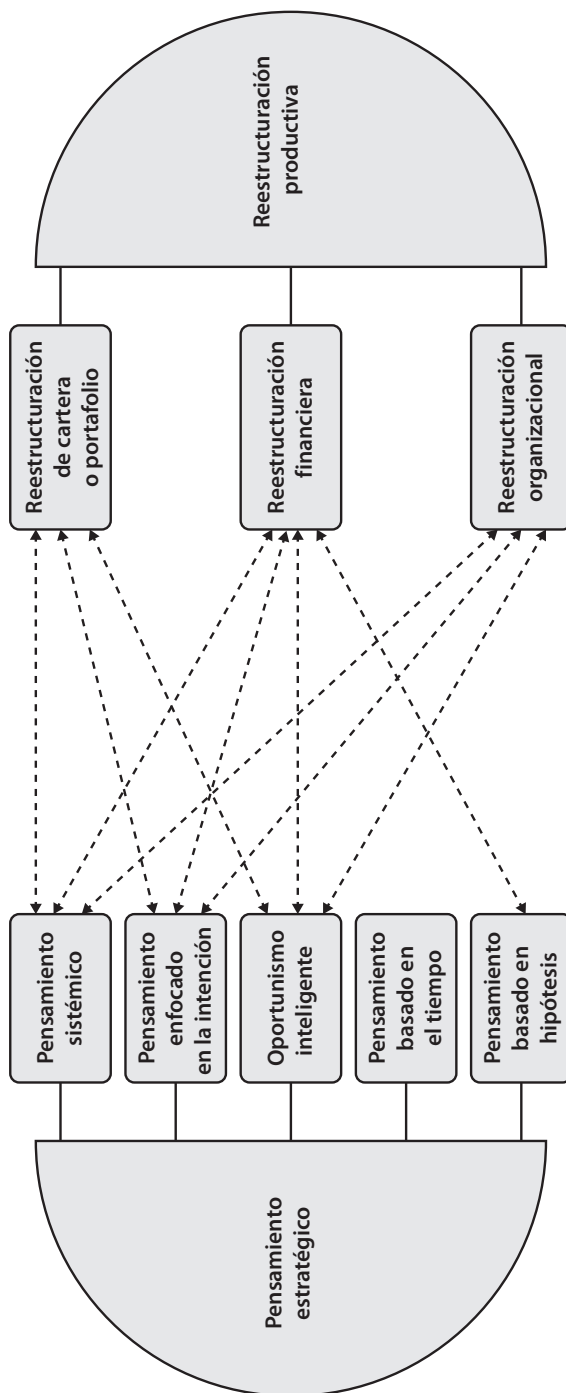 Pensamiento
estratégico
Pensamiento
sistémico
Pensamiento
enfocado
en la intención
Oportunismo
inteligente
Pensamiento
basado en
el tiempo
Pensamiento
basado en
hipótesis
Reestructuración
de cartera
o portafolio
Reestructuración
financiera
Reestructuración
organizacional
Reestructuración
productiva